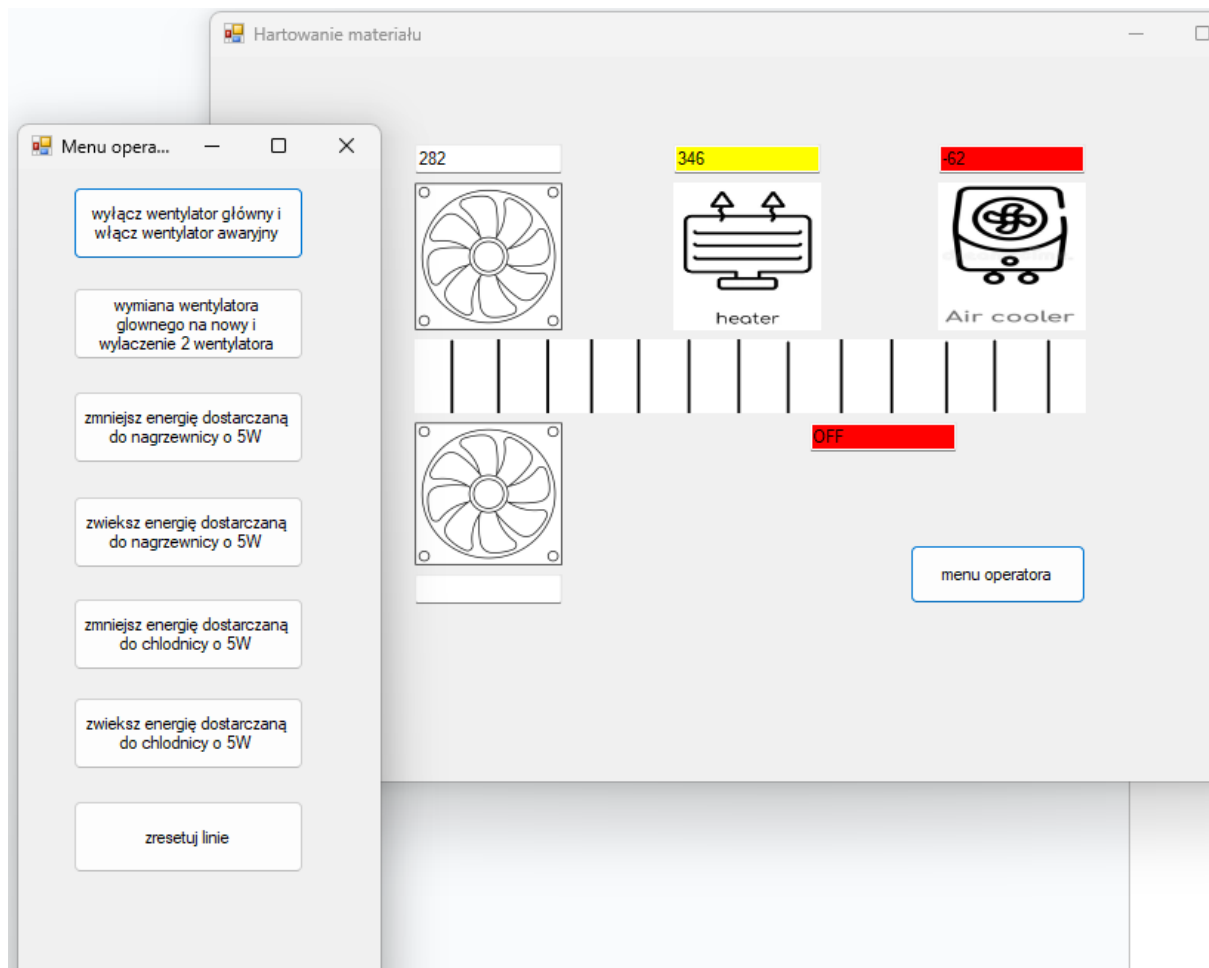 Hartowanie materiału
Menu opera...
282
346
-62
wyłącz wentylator główny i
włącz wentylator awaryjny
wymiana wentylatora
glownego na nowy i
wylaczenie 2 wentylatora
heater
Air cooler
zmniejsz energię dostarczaną
do nagrzewnicy o 5W
OFF
zwieksz energię dostarczaną
do nagrzewnicy o 5W
menu operatora
zmniejsz energię dostarczaną
do chlodnicy o 5W
zwieksz energię dostarczaną
do chlodnicy o 5W
zresetuj linie